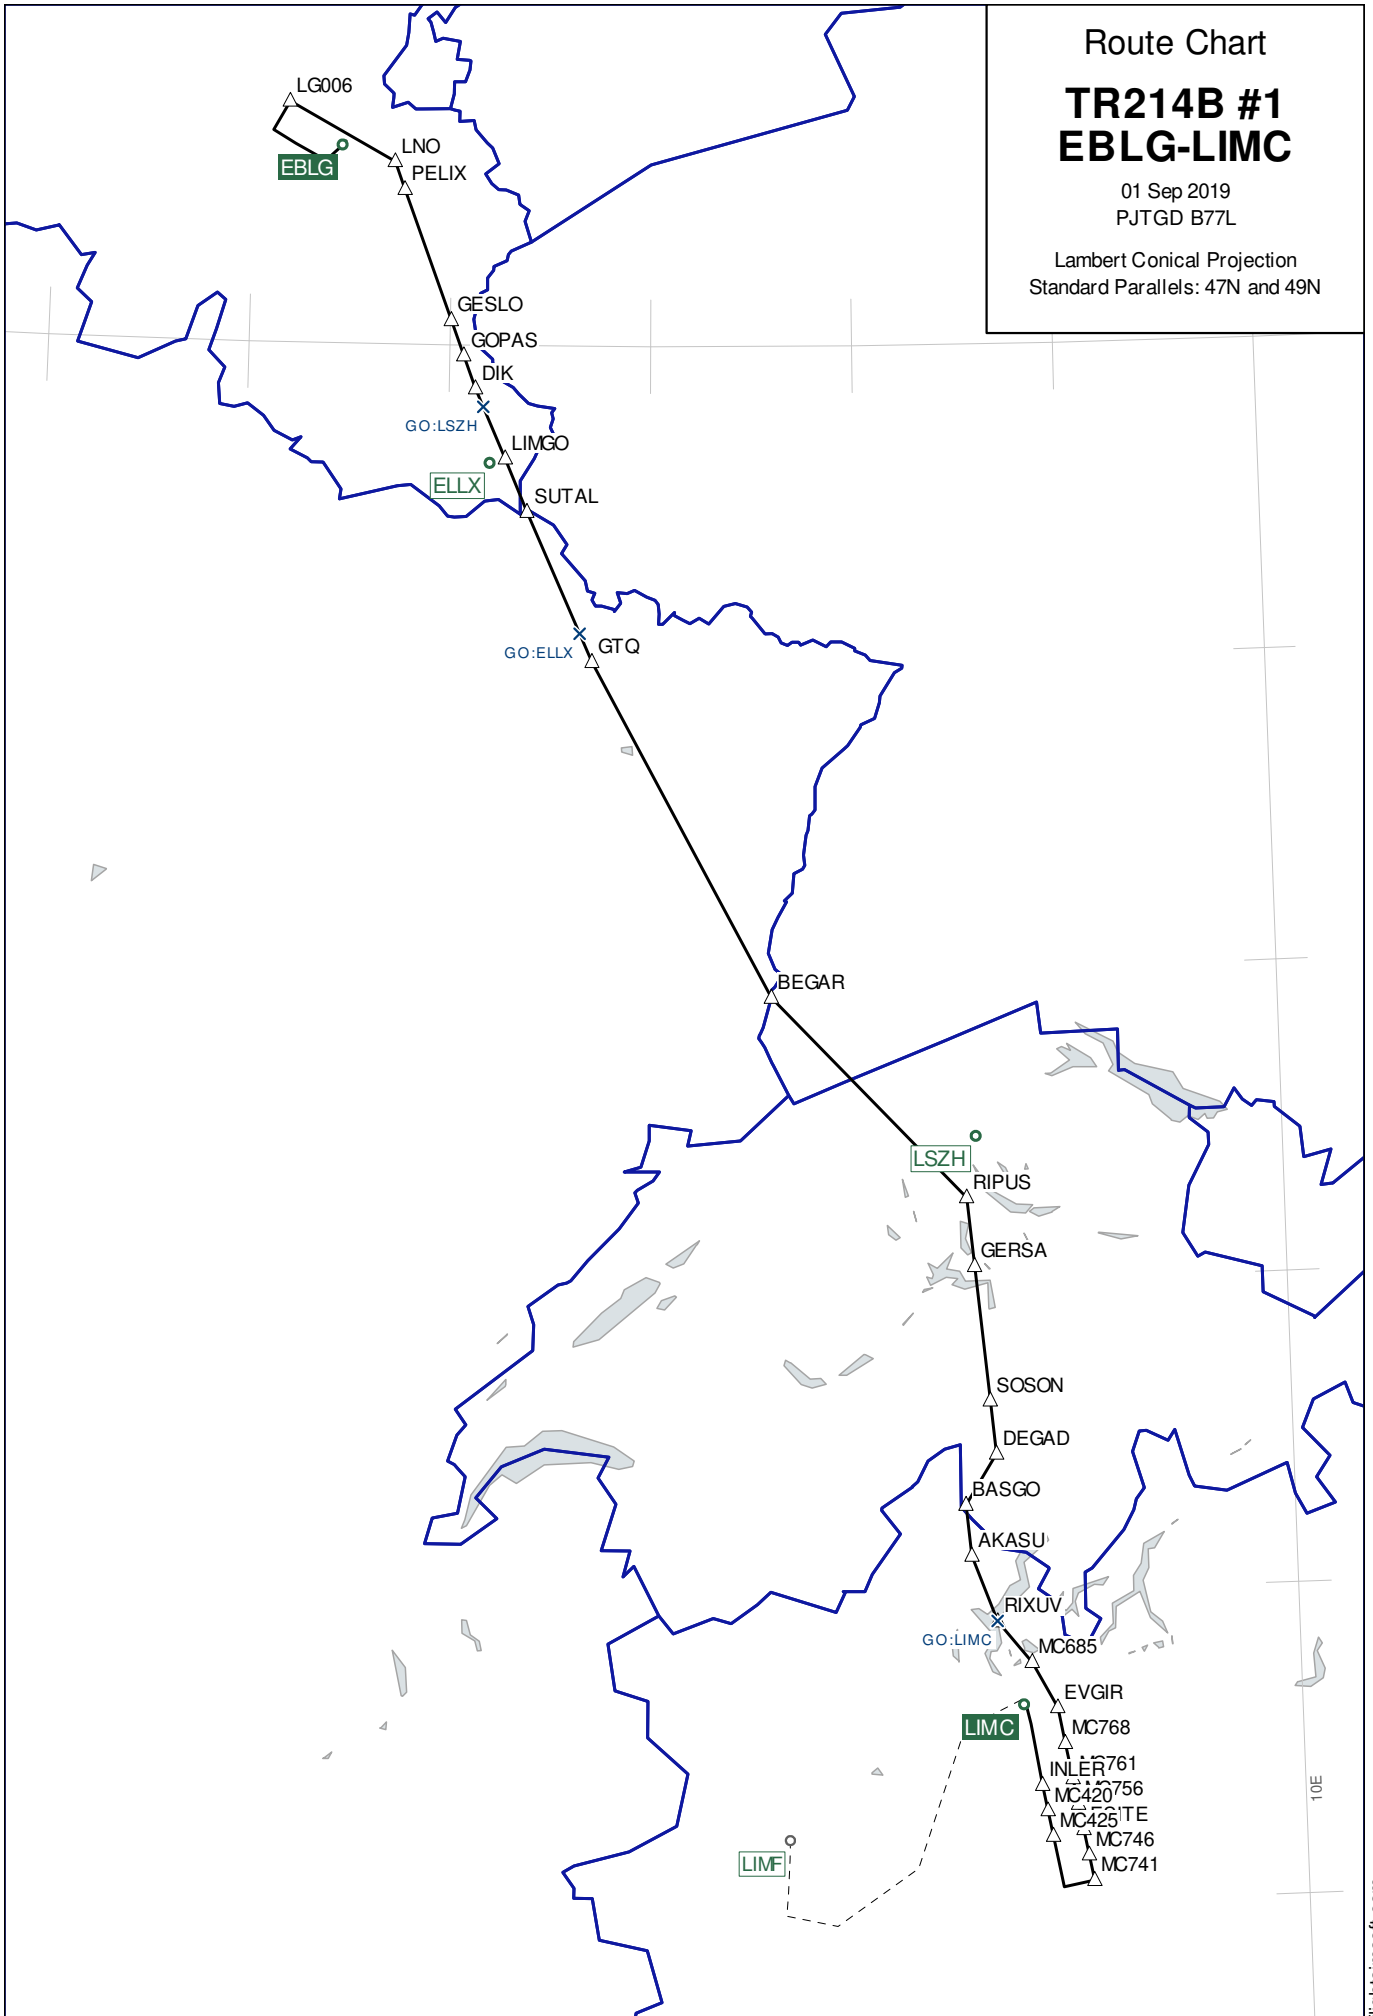 Route Chart
TR214B #1
EBLG-LIMC
01 Sep 2019
PJTGD B77L
Lambert Conical Projection
Standard Parallels: 47N and 49N
LG006
EBLG
LNO
PELIX
GESLO
GOPAS
DIK
GO:LSZH
LIMGO
ELLX
SUTAL
GO:ELLX
GTQ
BEGAR
LSZH
RIPUS
GERSA
SOSON
DEGAD
BASGO
AKASU
RIXUV
GO:LIMC
MC685
EVGIR
LIMC
MC768
INLER
MC420
MC425
MC746
MC741
LIMF
10E